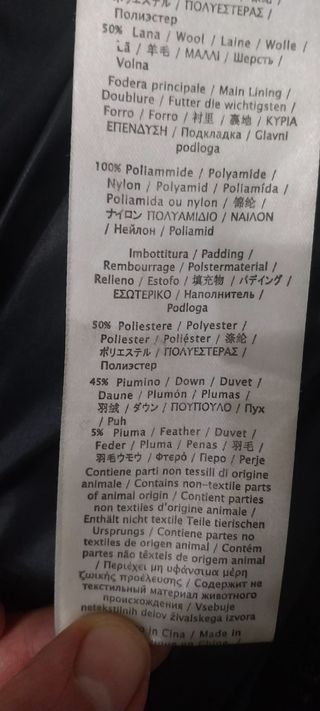 ΠΟΛΥΕΣΤΕΡΑΣ /
Полиэстер
50% Lana / Wool / Laine / Wolle /
Lã / 羊毛 / ΜΑΛΛΙ / Шерсть /
Volna
Fodera principale / Main Lining /
Doublure / Futter die wichtigsten /
Forro / Forro / 衬里 / 裏地 / ΚΥΡΙΑ
ΕΠΕΝΔΥΣΗ / Подкладка / Glavni
podloga
100% Poliammide / Polyamide /
Nylon / Polyamid / Poliamida /
Poliamida ou nylon / 锦纶 /
ナイロン ΠΟΛΥΑΜΙΔΙΟ / ΝΑΙΛΟΝ
/ Нейлон / Poliamid
Imbottitura / Padding /
Rembourrage / Polstermaterial /
Relleno / Estofo / 填充物 / パディング /
ΕΣΩΤΕΡΙΚΟ / Наполнитель /
Podloga
50% Poliestere / Polyester /
Poliester / Poliéster / 涤纶 /
ポリエステル / ΠΟΛΥΕΣΤΕΡΑΣ /
Полиэстер
45% Piumino / Down / Duvet /
Daune / Plumón / Plumas /
羽绒 / ダウン / ΠΟΥΠΟΥΛΟ / Пух
/ Puh
5% Piuma / Feather / Duvet /
Feder / Pluma / Penas / 羽毛 /
羽毛ウモウ / Φτερό / Перо / Perje
Contiene parti non tessili di origine
animale / Contains non-textile parts
of animal origin / Contient parties
non textiles d'origine animale /
Enthält nicht textile Teile tierischen
Ursprungs / Contiene partes no
textiles de origen animal / Contém
partes não têxteis de origem animal
/ Περιέχει μη υφάνσιμα μέρη
ζωικής προέλευσης / Содержит не
текстильный материал животного
происхождения / Vsebuje
netekstilnih delov živalskega izvora
in Cina / Made in